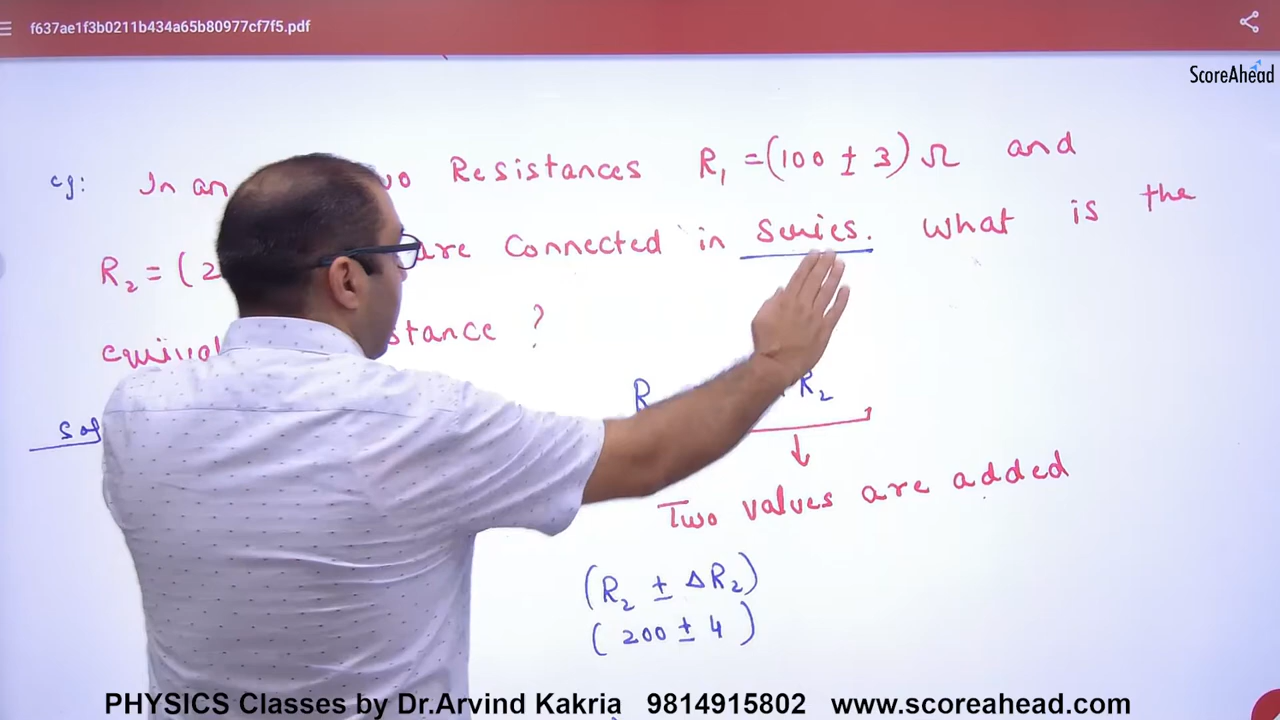 f637ae1f3b0211b434a65b80977cf7f5.pdf
ScoreAhead
eg: In an Resistances R₁ = (100 ± 3) Ω and
R₂ = (2 are connected in series. What is the
?
Sol
R R₂
Two values are added
(R₂ ± ΔR₂)
(200 ± 4)
PHYSICS Classes by Dr.Arvind Kakria 9814915802 www.scoreahead.com